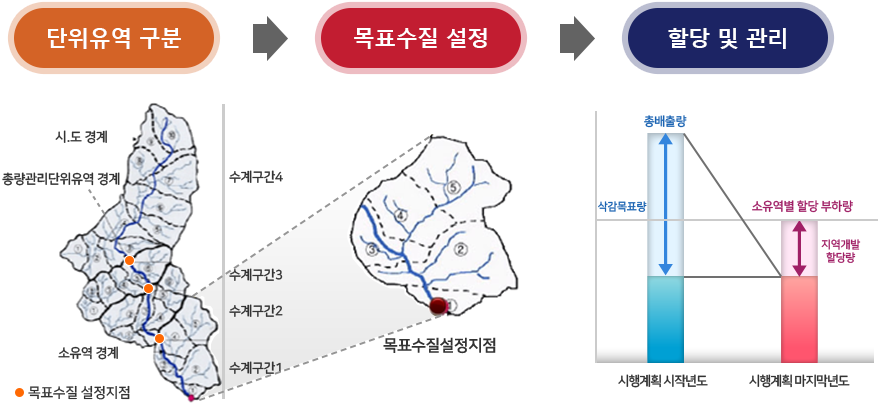 단위유역 구분
목표수질 설정
할당 및 관리
시.도 경계
총량관리단위유역 경계
소유역 경계
목표수질 설정지점
수계구간4
수계구간3
수계구간2
수계구간1
⑤
④
③
②
목표수질설정지점
총배출량
삭감목표량
소유역별 할당 부하량
지역개발
할당량
시행계획 시작년도
시행계획 마지막년도